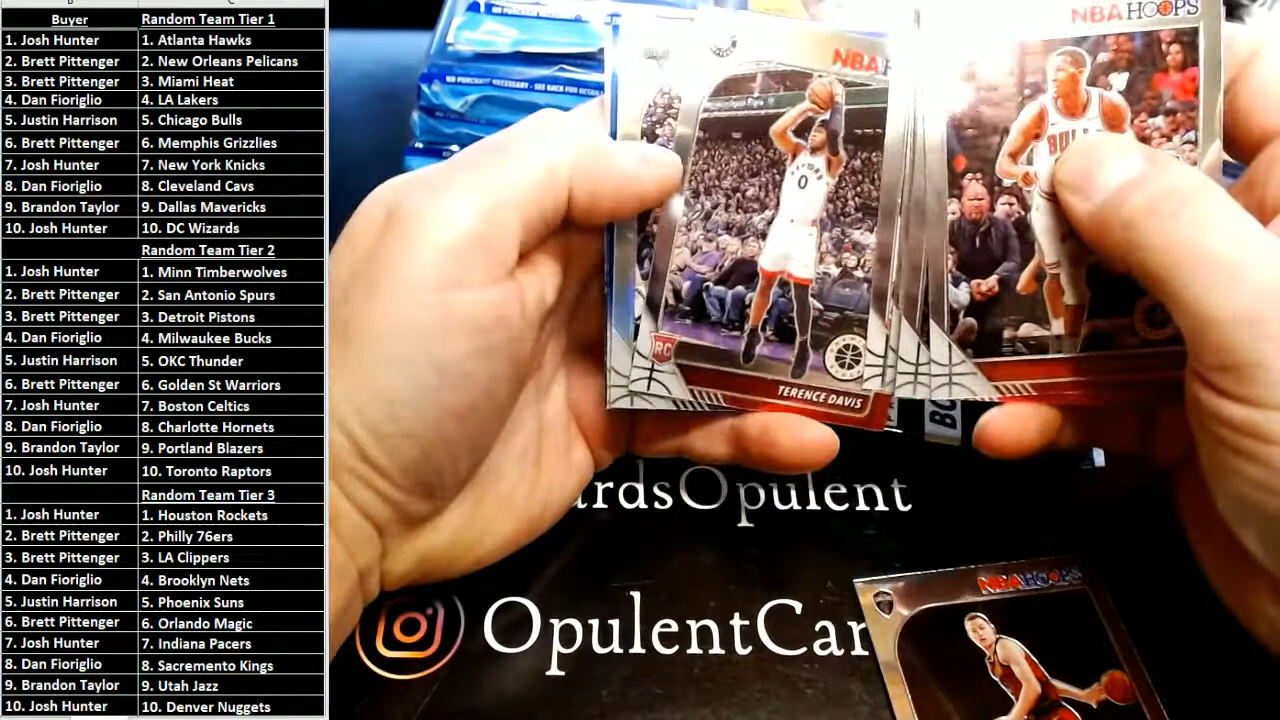 Buyer Random Team Tier 1
1. Josh Hunter 1. Atlanta Hawks
2. Brett Pittenger 2. New Orleans Pelicans
3. Brett Pittenger 3. Miami Heat
4. Dan Fioriglio 4. LA Lakers
5. Justin Harrison 5. Chicago Bulls
6. Brett Pittenger 6. Memphis Grizzlies
7. Josh Hunter 7. New York Knicks
8. Dan Fioriglio 8. Cleveland Cavs
9. Brandon Taylor 9. Dallas Mavericks
10. Josh Hunter 10. DC Wizards
Random Team Tier 2
1. Josh Hunter 1. Minn Timberwolves
2. Brett Pittenger 2. San Antonio Spurs
3. Brett Pittenger 3. Detroit Pistons
4. Dan Fioriglio 4. Milwaukee Bucks
5. Justin Harrison 5. OKC Thunder
6. Brett Pittenger 6. Golden St Warriors
7. Josh Hunter 7. Boston Celtics
8. Dan Fioriglio 8. Charlotte Hornets
9. Brandon Taylor 9. Portland Blazers
10. Josh Hunter 10. Toronto Raptors
Random Team Tier 3
1. Josh Hunter 1. Houston Rockets
2. Brett Pittenger 2. Philly 76ers
3. Brett Pittenger 3. LA Clippers
4. Dan Fioriglio 4. Brooklyn Nets
5. Justin Harrison 5. Phoenix Suns
6. Brett Pittenger 6. Orlando Magic
7. Josh Hunter 7. Indiana Pacers
8. Dan Fioriglio 8. Sacremento Kings
9. Brandon Taylor 9. Utah Jazz
10. Josh Hunter 10. Denver Nuggets
NO PURCHASE NECESSARY - SEE BACK FOR DETAILS
NBA H
0
RC
TERENCE DAVIS
NBA HOOPS
BULL
BO
rdsOpulent
OpulentCar
NBA HOOPS